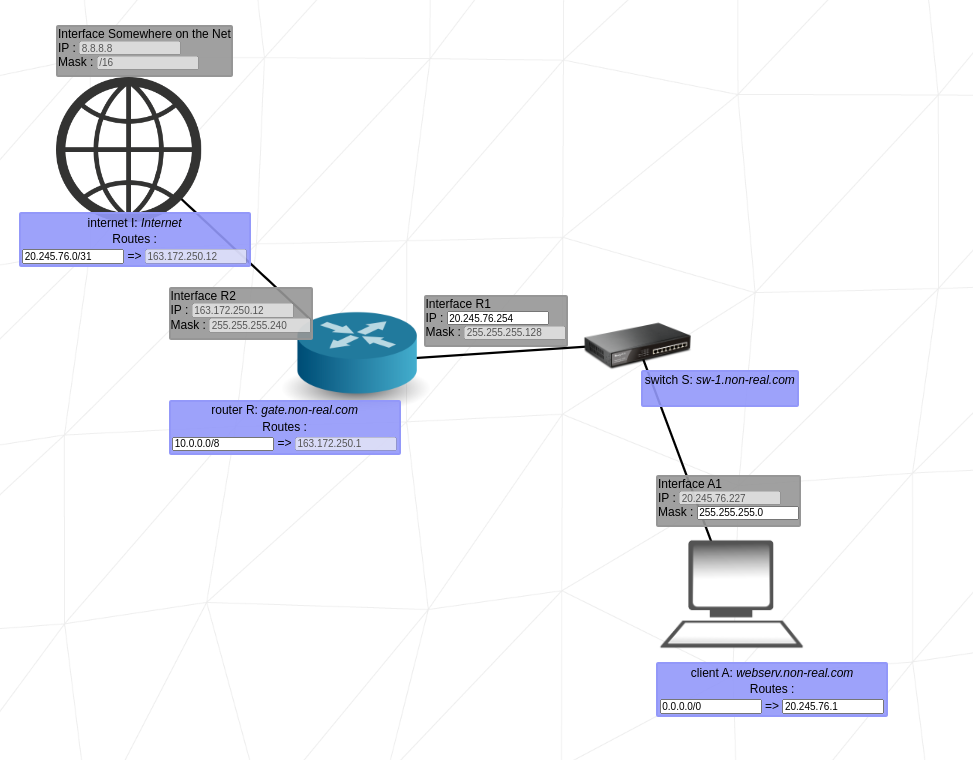 Interface Somewhere on the Net
IP : 8.8.8.8
Mask : /16
internet I: Internet
Routes :
20.245.76.0/31 => 163.172.250.12
Interface R2
IP : 163.172.250.12
Mask : 255.255.255.240
Interface R1
IP : 20.245.76.254
Mask : 255.255.255.128
switch S: sw-1.non-real.com
router R: gate.non-real.com
Routes :
10.0.0.0/8 => 163.172.250.1
Interface A1
IP : 20.245.76.227
Mask : 255.255.255.0
client A: webserv.non-real.com
Routes :
0.0.0.0/0 => 20.245.76.1